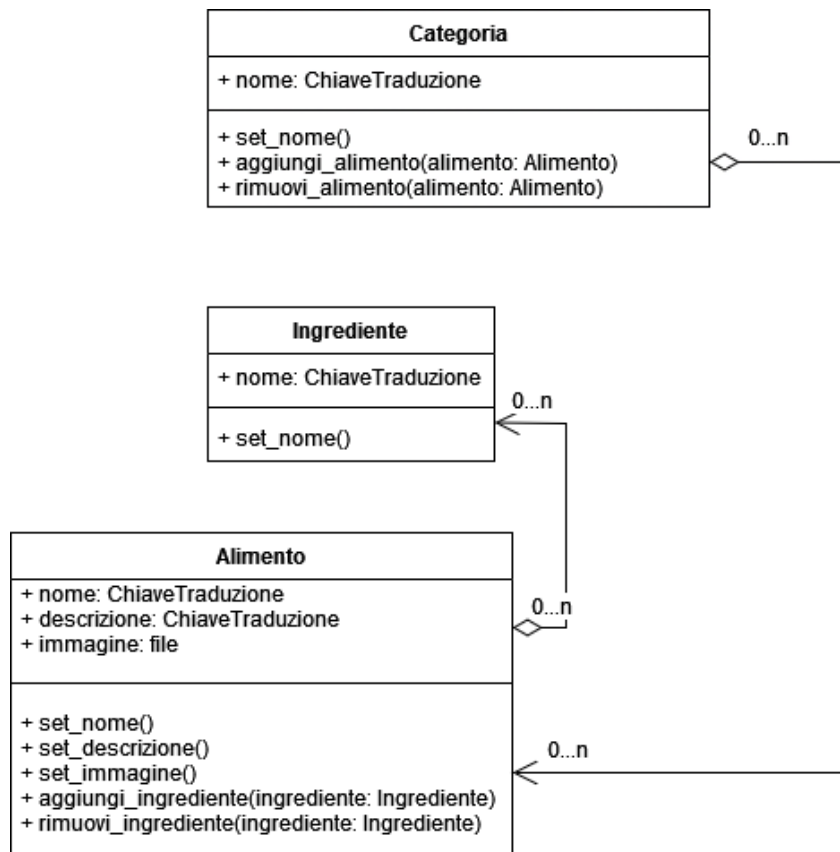 Categoria
+ nome: ChiaveTraduzione
+ set_nome()
+ aggiungi_alimento(alimento: Alimento)
+ rimuovi_alimento(alimento: Alimento)
0...n
Ingrediente
+ nome: ChiaveTraduzione
+ set_nome()
0...n
Alimento
+ nome: ChiaveTraduzione
+ descrizione: ChiaveTraduzione
+ immagine: file
0...n
+ set_nome()
+ set_descrizione()
+ set_immagine()
+ aggiungi_ingrediente(ingrediente: Ingrediente)
+ rimuovi_ingrediente(ingrediente: Ingrediente)
0...n